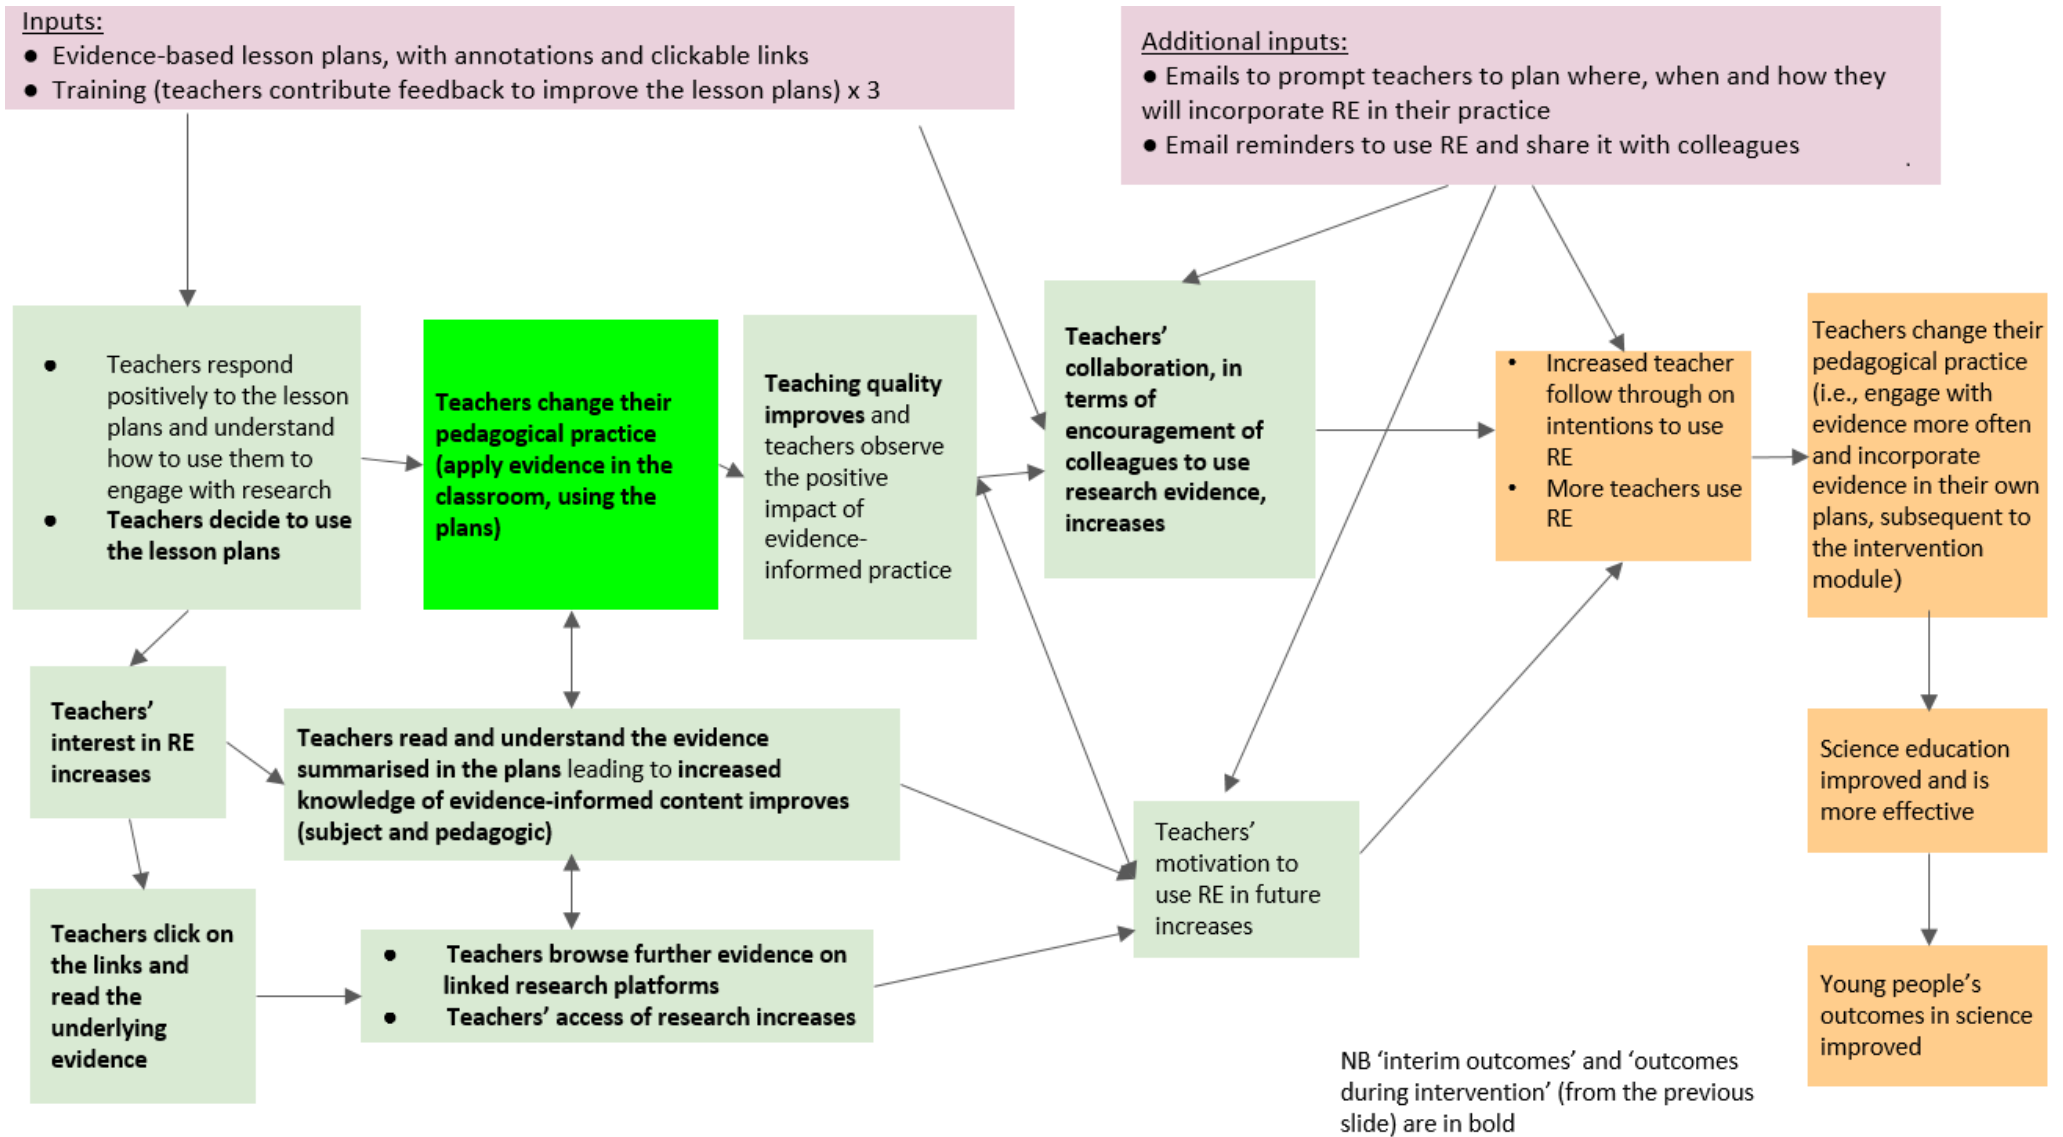 Inputs:
● Evidence-based lesson plans, with annotations and clickable links
● Training (teachers contribute feedback to improve the lesson plans) x 3
Additional inputs:
● Emails to prompt teachers to plan where, when and how they
will incorporate RE in their practice
● Email reminders to use RE and share it with colleagues
.
● Teachers respond
positively to the lesson
plans and understand
how to use them to
engage with research
● Teachers decide to use
the lesson plans
Teachers change their
pedagogical practice
(apply evidence in the
classroom, using the
plans)
Teaching quality
improves and
teachers observe
the positive
impact of
evidence-
informed practice
Teachers’
collaboration, in
terms of
encouragement of
colleagues to use
research evidence,
increases
• Increased teacher
follow through on
intentions to use
RE
• More teachers use
RE
Teachers change their
pedagogical practice
(i.e., engage with
evidence more often
and incorporate
evidence in their own
plans, subsequent to
the intervention
module)
Teachers’
interest in RE
increases
Teachers read and understand the evidence
summarised in the plans leading to increased
knowledge of evidence-informed content improves
(subject and pedagogic)
Teachers’
motivation to
use RE in future
increases
Science education
improved and is
more effective
Teachers click on
the links and
read the
underlying
evidence
● Teachers browse further evidence on
linked research platforms
● Teachers’ access of research increases
Young people’s
outcomes in science
improved
NB ‘interim outcomes’ and ‘outcomes
during intervention’ (from the previous
slide) are in bold